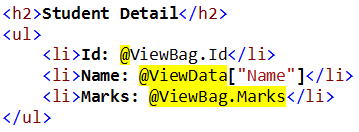 <h2>Student Detail</h2>
<ul>
<li>Id: @ViewBag.Id</li>
<li>Name: @ViewData["Name"]</li>
<li>Marks: @ViewBag.Marks</li>
</ul>